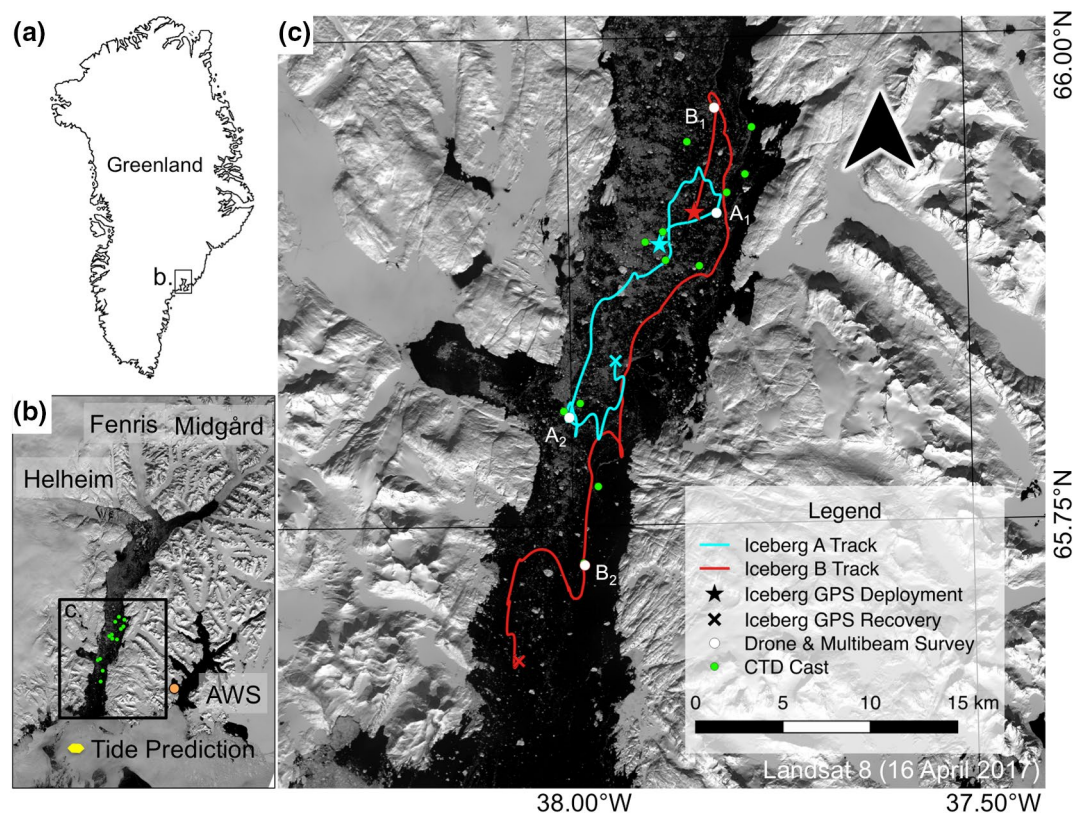 (a)
Greenland
b.
(b)
Fenris Midgård
Helheim
c.
AWS
Tide Prediction
(c)
B1
A1
A2
B2
66.00°N
65.75°N
Legend
Iceberg A Track
Iceberg B Track
Iceberg GPS Deployment
Iceberg GPS Recovery
Drone & Multibeam Survey
CTD Cast
0 5 10 15 km
Landsat 8 (16 April 2017)
38.00°W 37.50°W